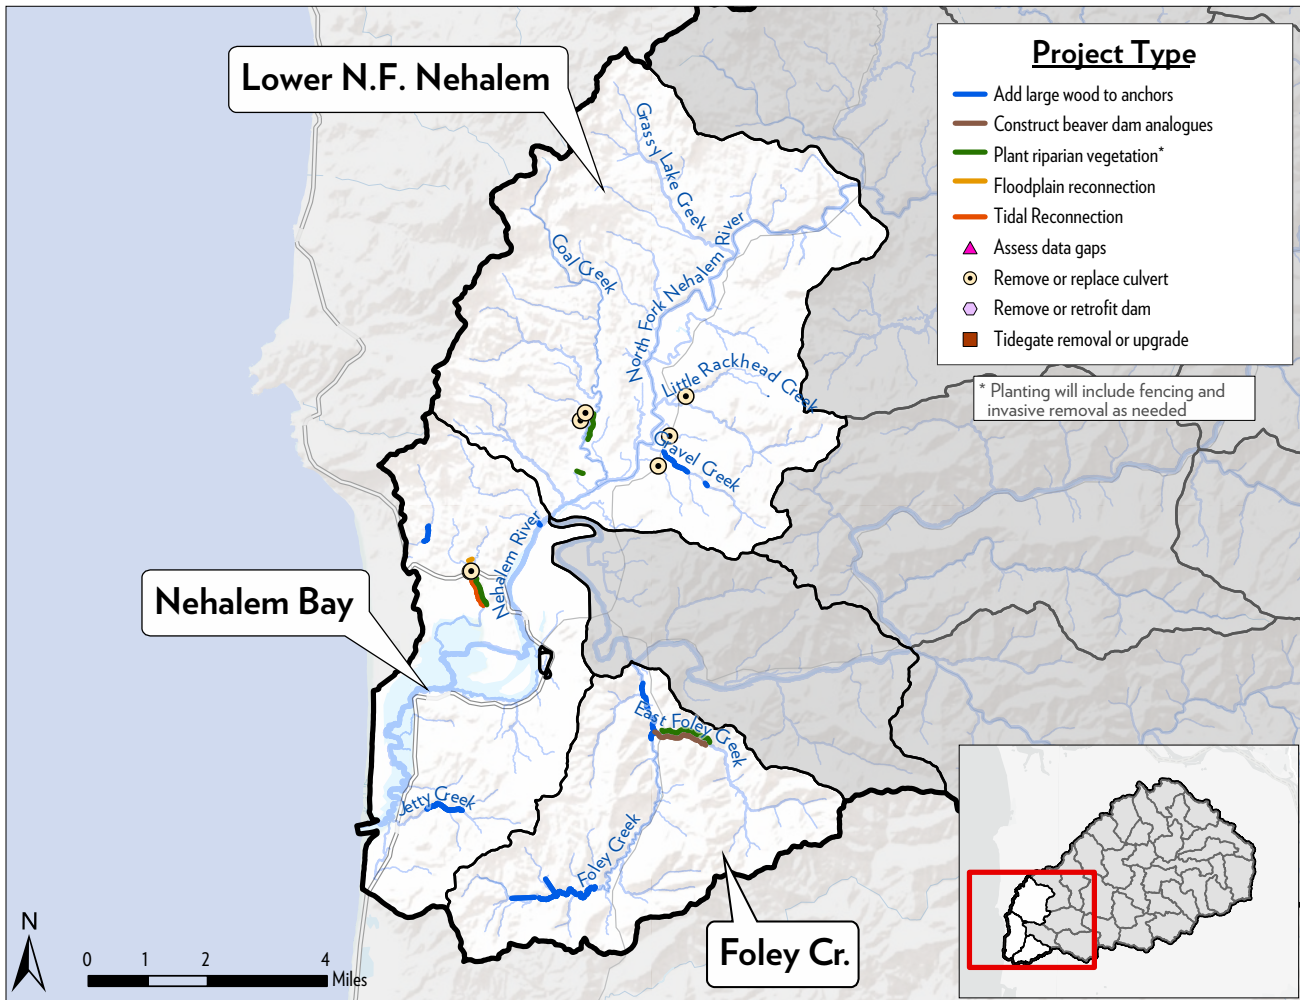 Lower N.F. Nehalem
Project Type
Add large wood to anchors
Construct beaver dam analogues
Plant riparian vegetation*
Floodplain reconnection
Tidal Reconnection
Assess data gaps
Remove or replace culvert
Remove or retrofit dam
Tidegate removal or upgrade
* Planting will include fencing and
invasive removal as needed
Grassy Lake Creek
Coal Creek
North Fork Nehalem River
Little Rackhead Creek
Gravel Creek
Nehalem River
Nehalem Bay
East Foley Creek
Jetty Creek
Foley Creek
Foley Cr.
N
0 1 2 4
Miles